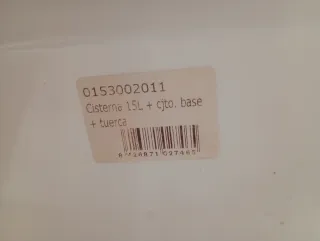 0153002011
Cisterna 15L + cjto. base
+ tuerca